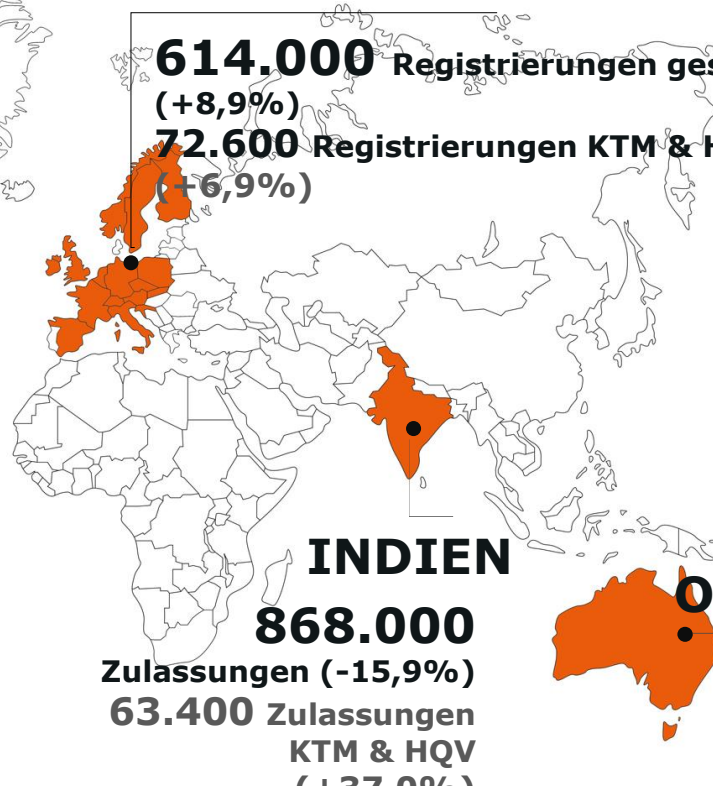 614.000 Registrierungen
(+8,9%)
72.600 Registrierungen KTM &
(+6,9%)
INDIEN
868.000
Zulassungen (-15,9%)
63.400 Zulassungen
KTM & HQV